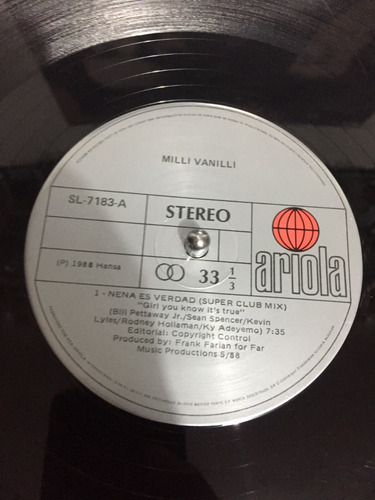 MILLI VANILLI
SL-7183-A
STEREO
(P) 1988 Hansa
33 1/3
ariola
1 - NENA ES VERDAD (SUPER CLUB MIX)
"Girl you know it's true"
(Bill Pettaway Jr./Sean Spencer/Kevin
Lyles/Rodney Hollaman/Ky Adeyemo) 7:35
Editorial: Copyright Control
Produced by: Frank Farian for Far
Music Productions 5/88